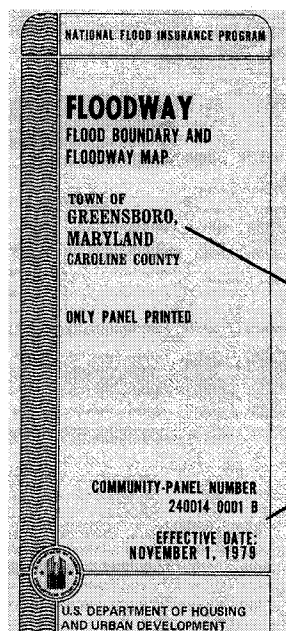 NATIONAL FLOOD INSURANCE PROGRAM
FLOODWAY
FLOOD BOUNDARY AND
FLOODWAY MAP
TOWN OF
GREENSBORO,
MARYLAND
CAROLINE COUNTY
ONLY PANEL PRINTED
COMMUNITY-PANEL NUMBER
240014 0001 B
EFFECTIVE DATE:
NOVEMBER 1, 1979
U.S. DEPARTMENT OF HOUSING
AND URBAN DEVELOPMENT